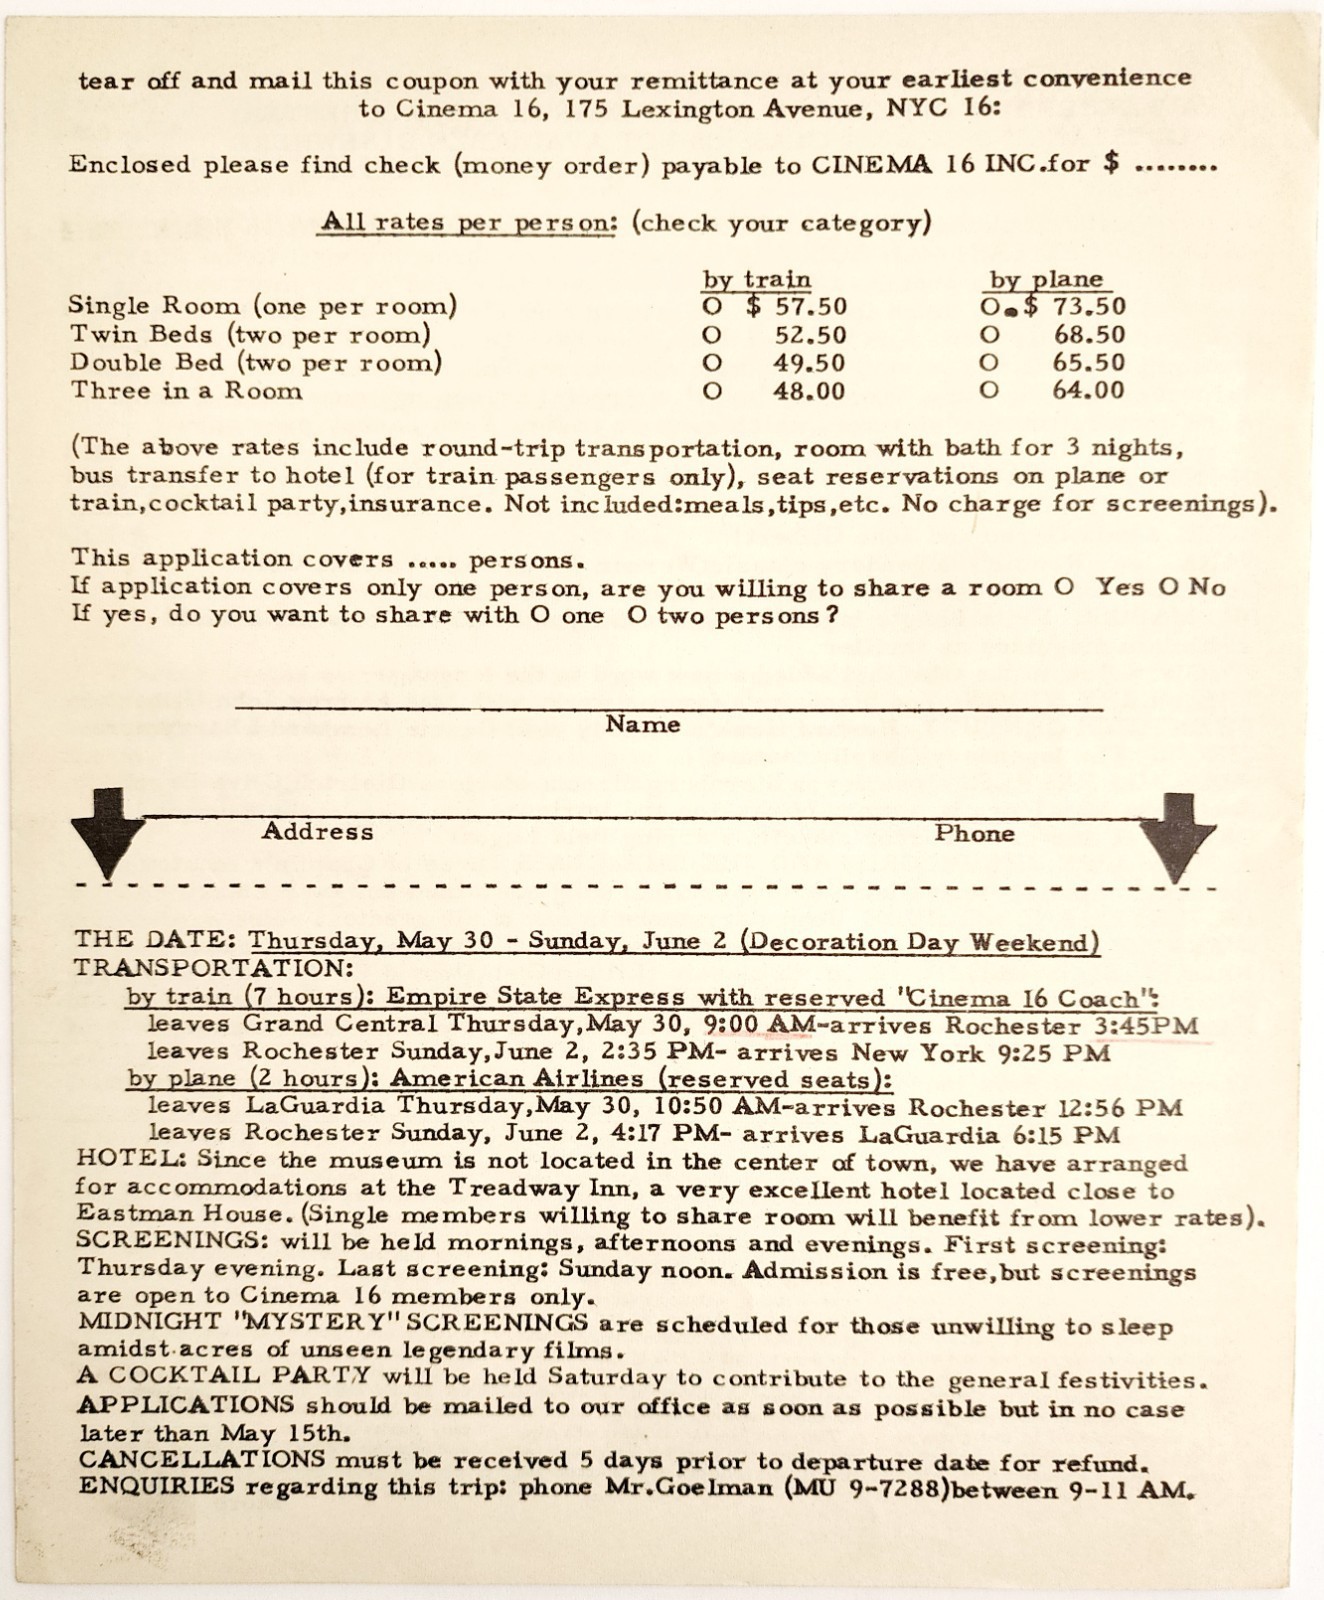 tear off and mail this coupon with your remittance at your earliest convenience
to Cinema 16, 175 Lexington Avenue, NYC 16:
Enclosed please find check (money order) payable to CINEMA 16 INC.for $ ........
All rates per person: (check your category)
by train by plane
Single Room (one per room) O $ 57.50 O $ 73.50
Twin Beds (two per room) O 52.50 O 68.50
Double Bed (two per room) O 49.50 O 65.50
Three in a Room O 48.00 O 64.00
(The above rates include round-trip transportation, room with bath for 3 nights,
bus transfer to hotel (for train passengers only), seat reservations on plane or
train,cocktail party,insurance. Not included:meals,tips,etc. No charge for screenings).
This application covers ..... persons.
If application covers only one person, are you willing to share a room O Yes O No
If yes, do you want to share with O one O two persons?
Name
Address Phone
THE DATE: Thursday, May 30 - Sunday, June 2 (Decoration Day Weekend)
TRANSPORTATION:
by train (7 hours): Empire State Express with reserved "Cinema 16 Coach":
leaves Grand Central Thursday,May 30, 9:00 AM-arrives Rochester 3:45PM
leaves Rochester Sunday,June 2, 2:35 PM- arrives New York 9:25 PM
by plane (2 hours): American Airlines (reserved seats):
leaves LaGuardia Thursday,May 30, 10:50 AM-arrives Rochester 12:56 PM
leaves Rochester Sunday, June 2, 4:17 PM- arrives LaGuardia 6:15 PM
HOTEL: Since the museum is not located in the center of town, we have arranged
for accommodations at the Treadway Inn, a very excellent hotel located close to
Eastman House. (Single members willing to share room will benefit from lower rates).
SCREENINGS: will be held mornings, afternoons and evenings. First screening:
Thursday evening. Last screening: Sunday noon. Admission is free,but screenings
are open to Cinema 16 members only.
MIDNIGHT "MYSTERY" SCREENINGS are scheduled for those unwilling to sleep
amidst acres of unseen legendary films.
A COCKTAIL PARTY will be held Saturday to contribute to the general festivities.
APPLICATIONS should be mailed to our office as soon as possible but in no case
later than May 15th.
CANCELLATIONS must be received 5 days prior to departure date for refund.
ENQUIRIES regarding this trip: phone Mr.Goelman (MU 9-7288)between 9-11 AM.